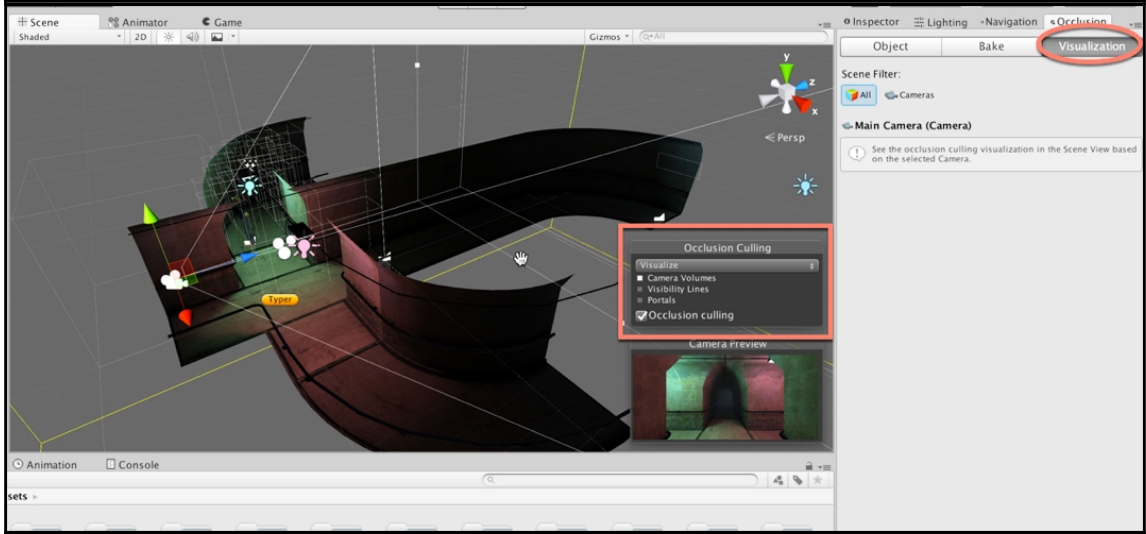 Scene
Animator
Game
Inspector
Lighting
Navigation
Occlusion
Shaded
2D
Gizmos
All
Object
Bake
Visualization
Scene Filter:
All
Cameras
Main Camera (Camera)
See the occlusion culling visualization in the Scene View based
on the selected Camera.
y
z
x
Persp
Typer
Occlusion Culling
Visualize
Camera Volumes
Visibility Lines
Portals
Occlusion culling
Camera Preview
Animation
Console
sets